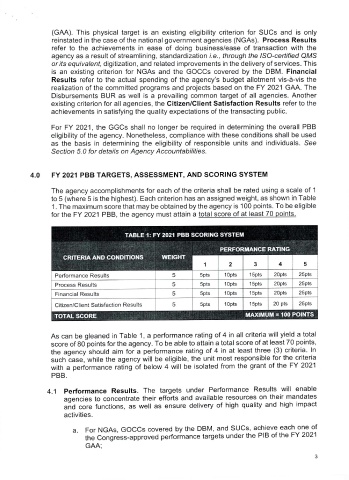 (GAA). This physical target is an existing eligibility criterion for SUCs and is only
reinstated in the case of the national government agencies (NGAs). Process Results
refer to the achievements in ease of doing business/ease of transaction with the
agency as a result of streamlining, standardization i.e., through the ISO-certified QMS
or its equivalent, digitization, and related improvements in the delivery of services. This
is an existing criterion for NGAs and the GOCCs covered by the DBM. Financial
Results refer to the actual spending of the agency's budget allotment vis-à-vis the
realization of the committed programs and projects based on the FY 2021 GAA. The
Disbursements BUR as well is a prevailing common target of all agencies. Another
existing criterion for all agencies, the Citizen/Client Satisfaction Results refer to the
achievements in satisfying the quality expectations of the transacting public.
For FY 2021, the GGCs shall no longer be required in determining the overall PBB
eligibility of the agency. Nonetheless, compliance with these conditions shall be used
as the basis in determining the eligibility of responsible units and individuals. See
Section 5.0 for details on Agency Accountabilities.
4.0 FY 2021 PBB TARGETS, ASSESSMENT, AND SCORING SYSTEM
The agency accomplishments for each of the criteria shall be rated using a scale of 1
to 5 (where 5 is the highest). Each criterion has an assigned weight, as shown in Table
1. The maximum score that may be obtained by the agency is 100 points. To be eligible
for the FY 2021 PBB, the agency must attain a total score of at least 70 points.
TABLE 1: FY 2021 PBB SCORING SYSTEM
CRITERIA AND CONDITIONS WEIGHT PERFORMANCE RATING
1 2 3 4 5
Performance Results 5 5pts 10pts 15pts 20pts 25pts
Process Results 5 5pts 10pts 15pts 20pts 25pts
Financial Results 5 5pts 10pts 15pts 20pts 25pts
Citizen/Client Satisfaction Results 5 5pts 10pts 15pts 20 pts 25pts
TOTAL SCORE MAXIMUM = 100 POINTS
As can be gleaned in Table 1, a performance rating of 4 in all criteria will yield a total
score of 80 points for the agency. To be able to attain a total score of at least 70 points,
the agency should aim for a performance rating of 4 in at least three (3) criteria. In
such case, while the agency will be eligible, the unit most responsible for the criteria
with a performance rating of below 4 will be isolated from the grant of the FY 2021
PBB.
4.1 Performance Results. The targets under Performance Results will enable
agencies to concentrate their efforts and available resources on their mandates
and core functions, as well as ensure delivery of high quality and high impact
activities.
a. For NGAs, GOCCs covered by the DBM, and SUCs, achieve each one of
the Congress-approved performance targets under the PIB of the FY 2021
GAA;
3